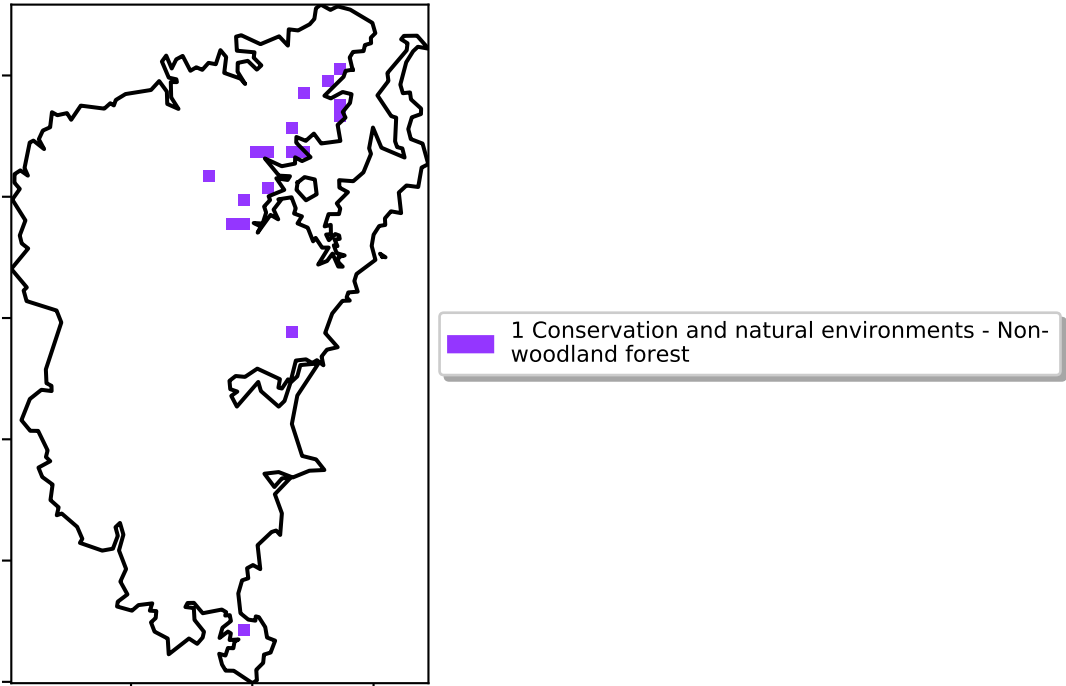 1 Conservation and natural environments - Non-
woodland forest